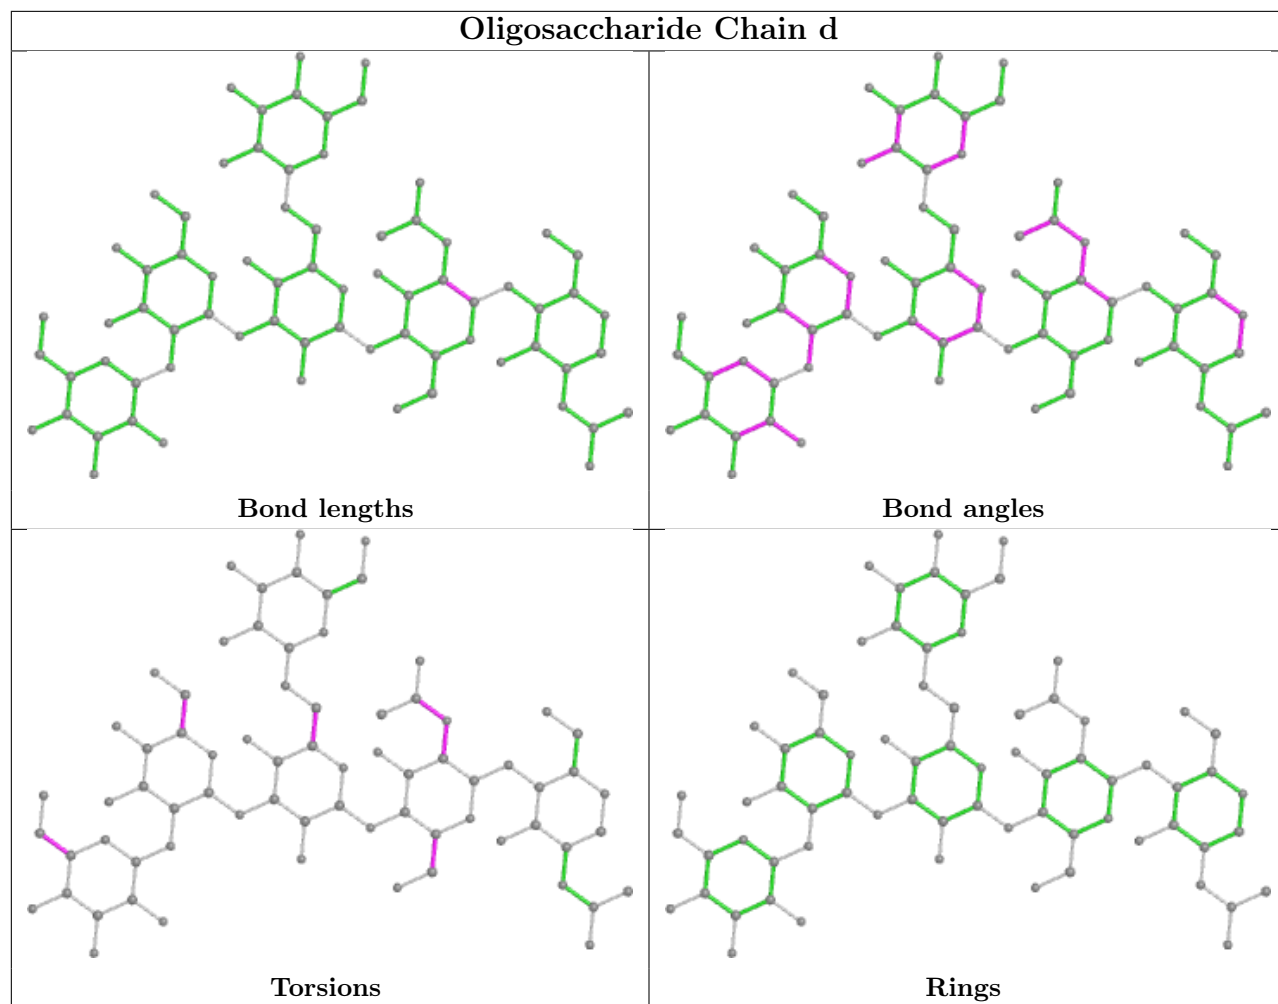 Oligosaccharide Chain d
Bond lengths
Bond angles
Torsions
Rings